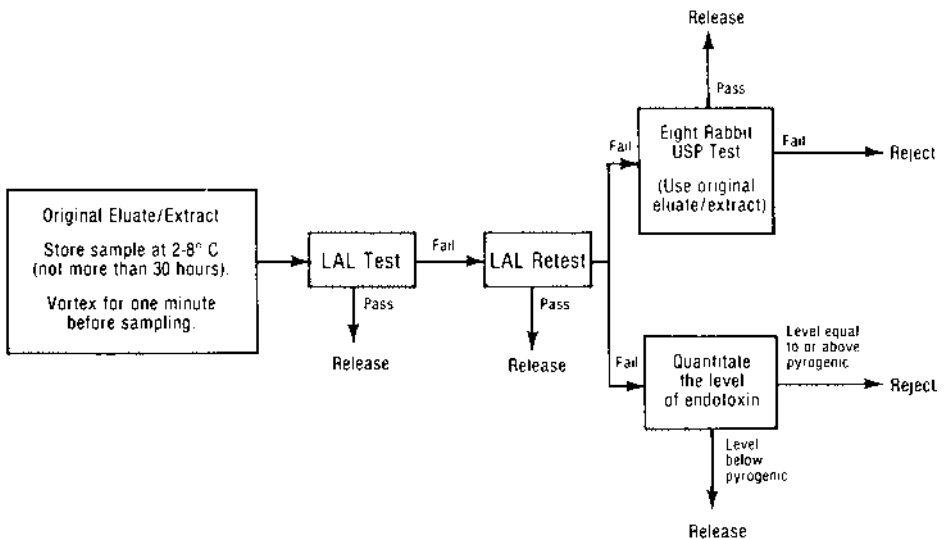 Original Eluate/Extract
Store sample at 2-8° C
(not more than 30 hours).
Vortex for one minute
before sampling.
LAL Test
Fail
Pass
Release
LAL Retest
Pass
Release
Fail
Eight Rabbit
USP Test
(Use original
eluate/extract)
Pass
Release
Fail
Reject
Fail
Quantitate
the level
of endotoxin
Level equal
to or above
pyrogenic
Reject
Level
below
pyrogenic
Release